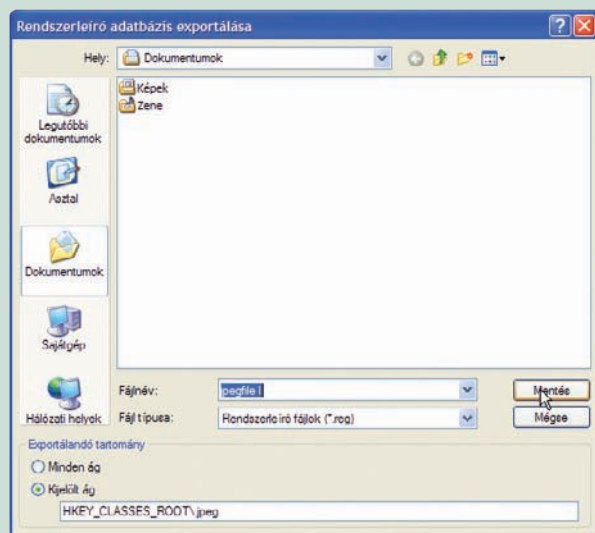 Rendszerleíró adatbázis exportálása
Hely: Dokumentumok
Képek
Zene
Legutóbbi
dokumentumok
Asztal
Dokumentumok
Sajátgép
Hálózati helyek
Fájlnév: pegfile
Mentés
Fájl típusa: Rendszerleíró fájlok (*.reg)
Mégse
Exportálandó tartomány
Minden ág
Kijelölt ág
HKEY_CLASSES_ROOT\jpeg